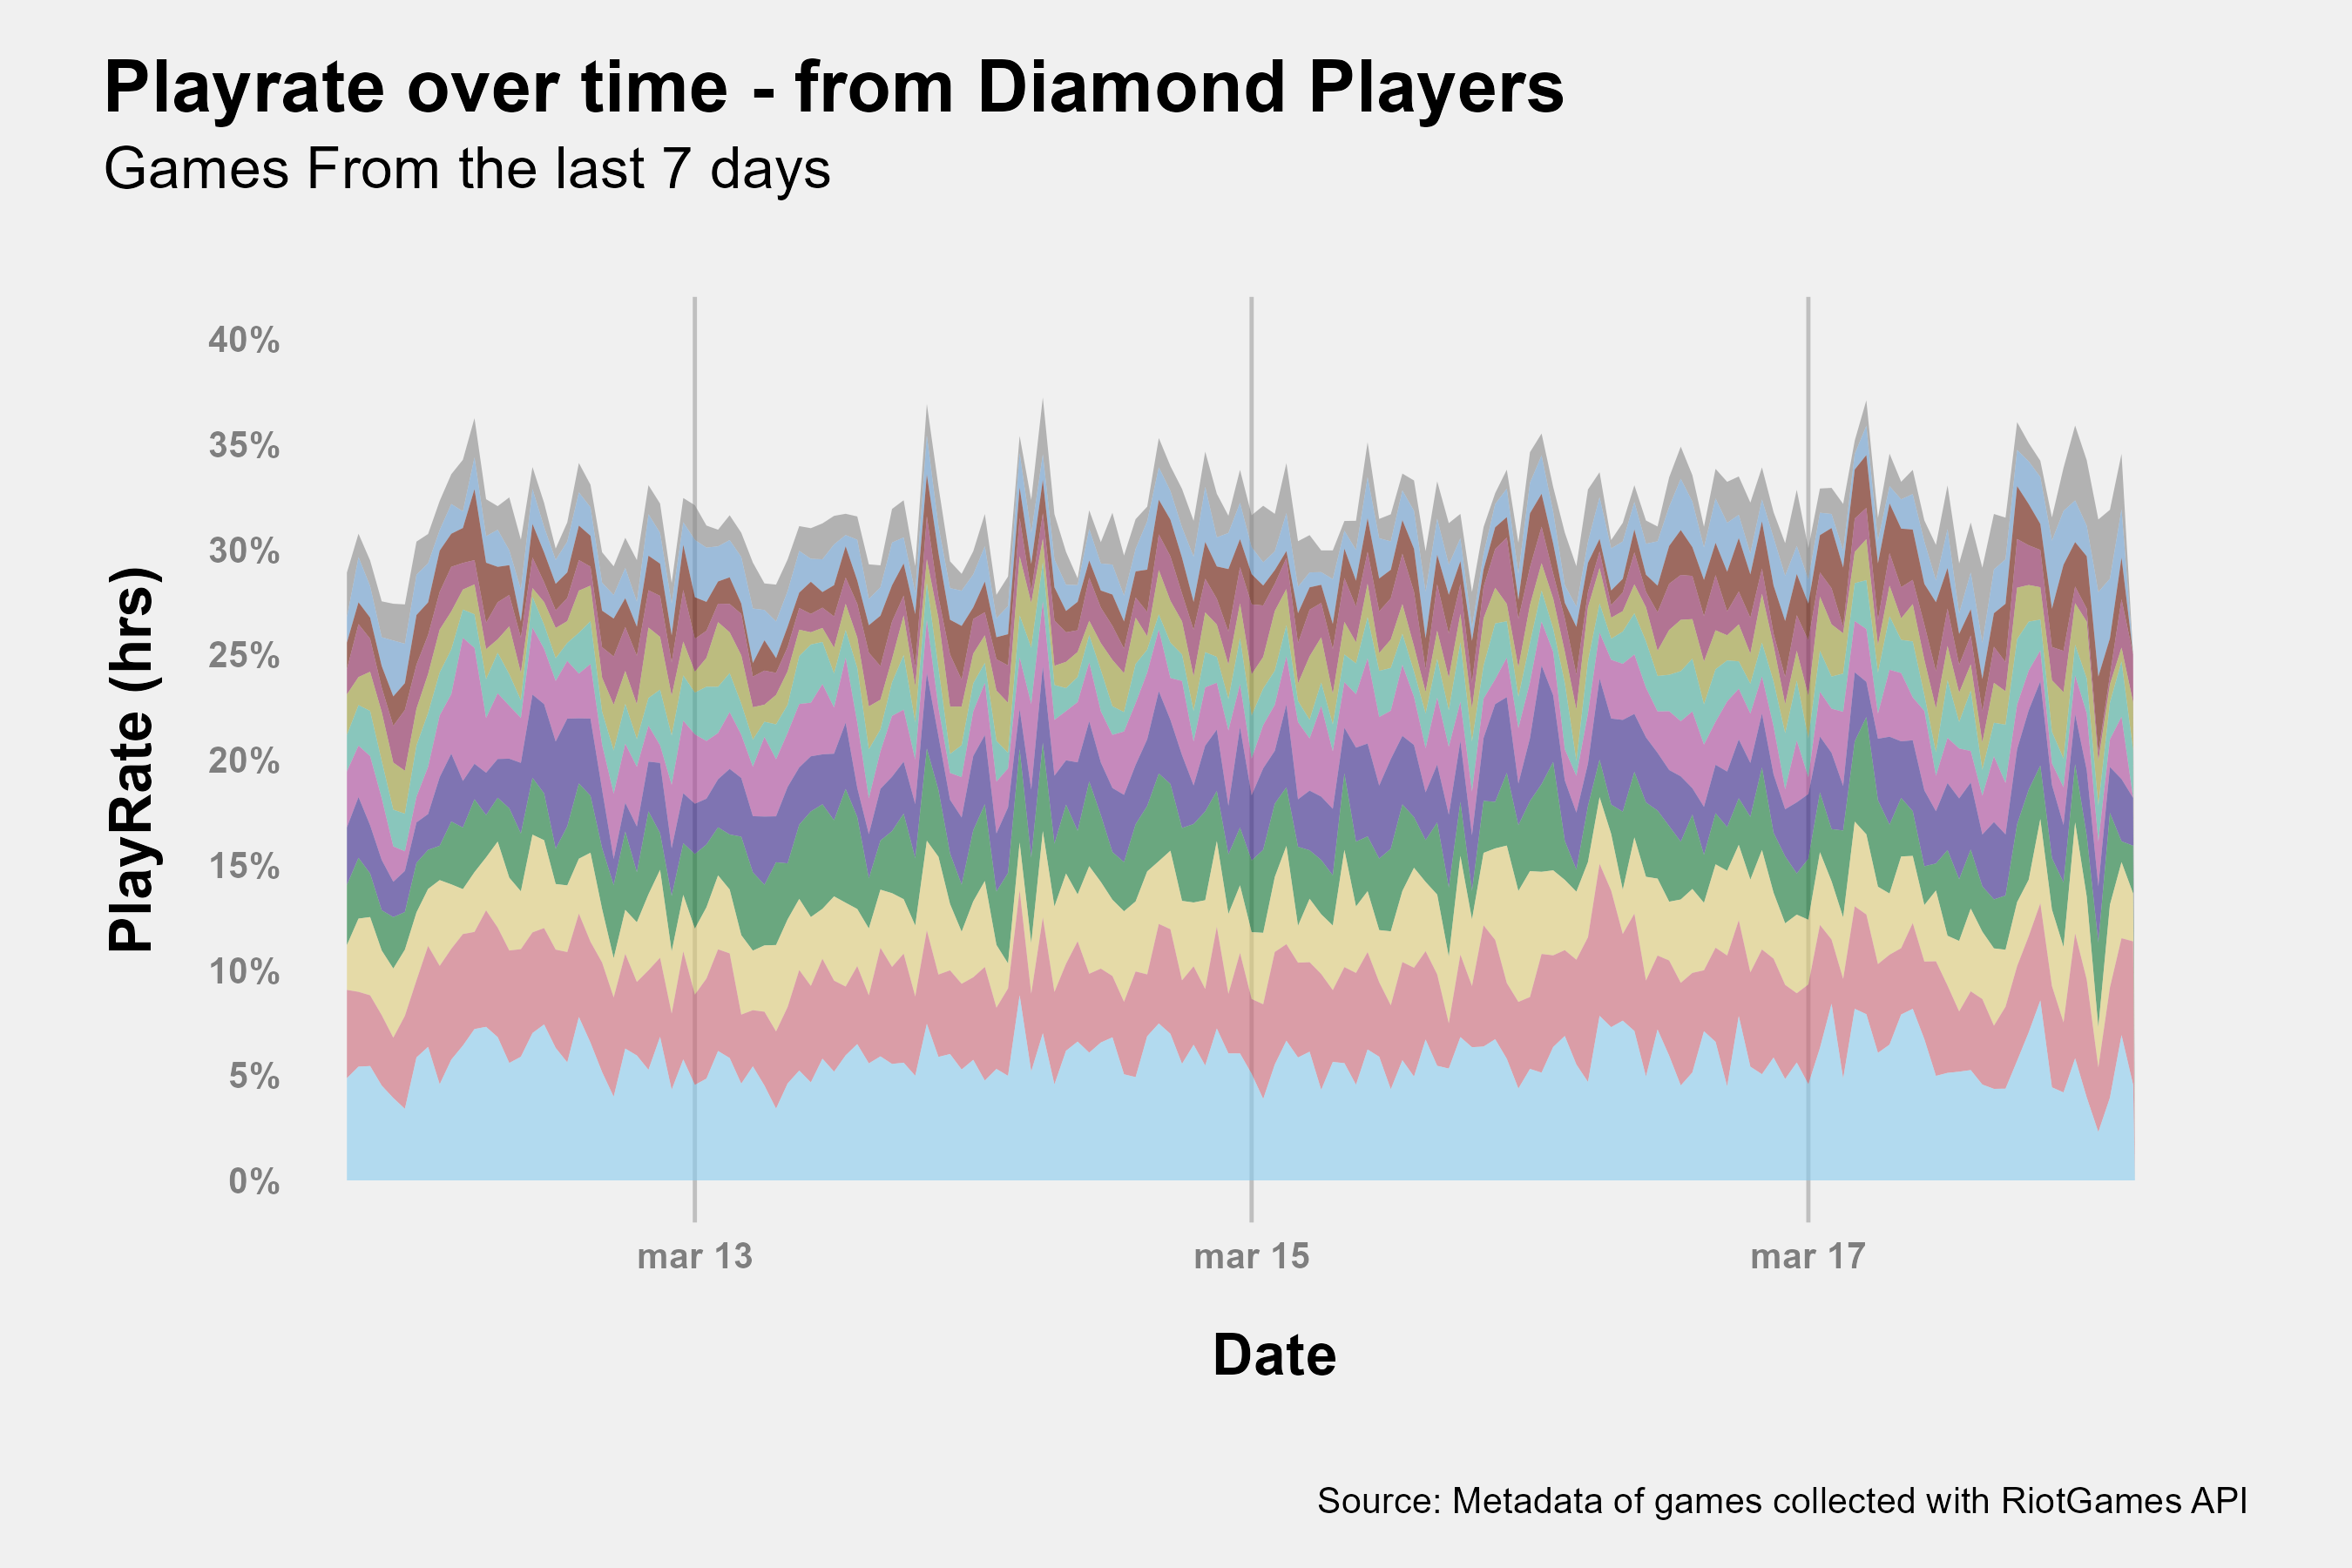 Playrate over time - from Diamond Players
Games From the last 7 days
40%
35%
30%
25%
20%
15%
10%
5%
0%
PlayRate (hrs)
mar 13
mar 15
mar 17
Date
Source: Metadata of games collected with RiotGames API